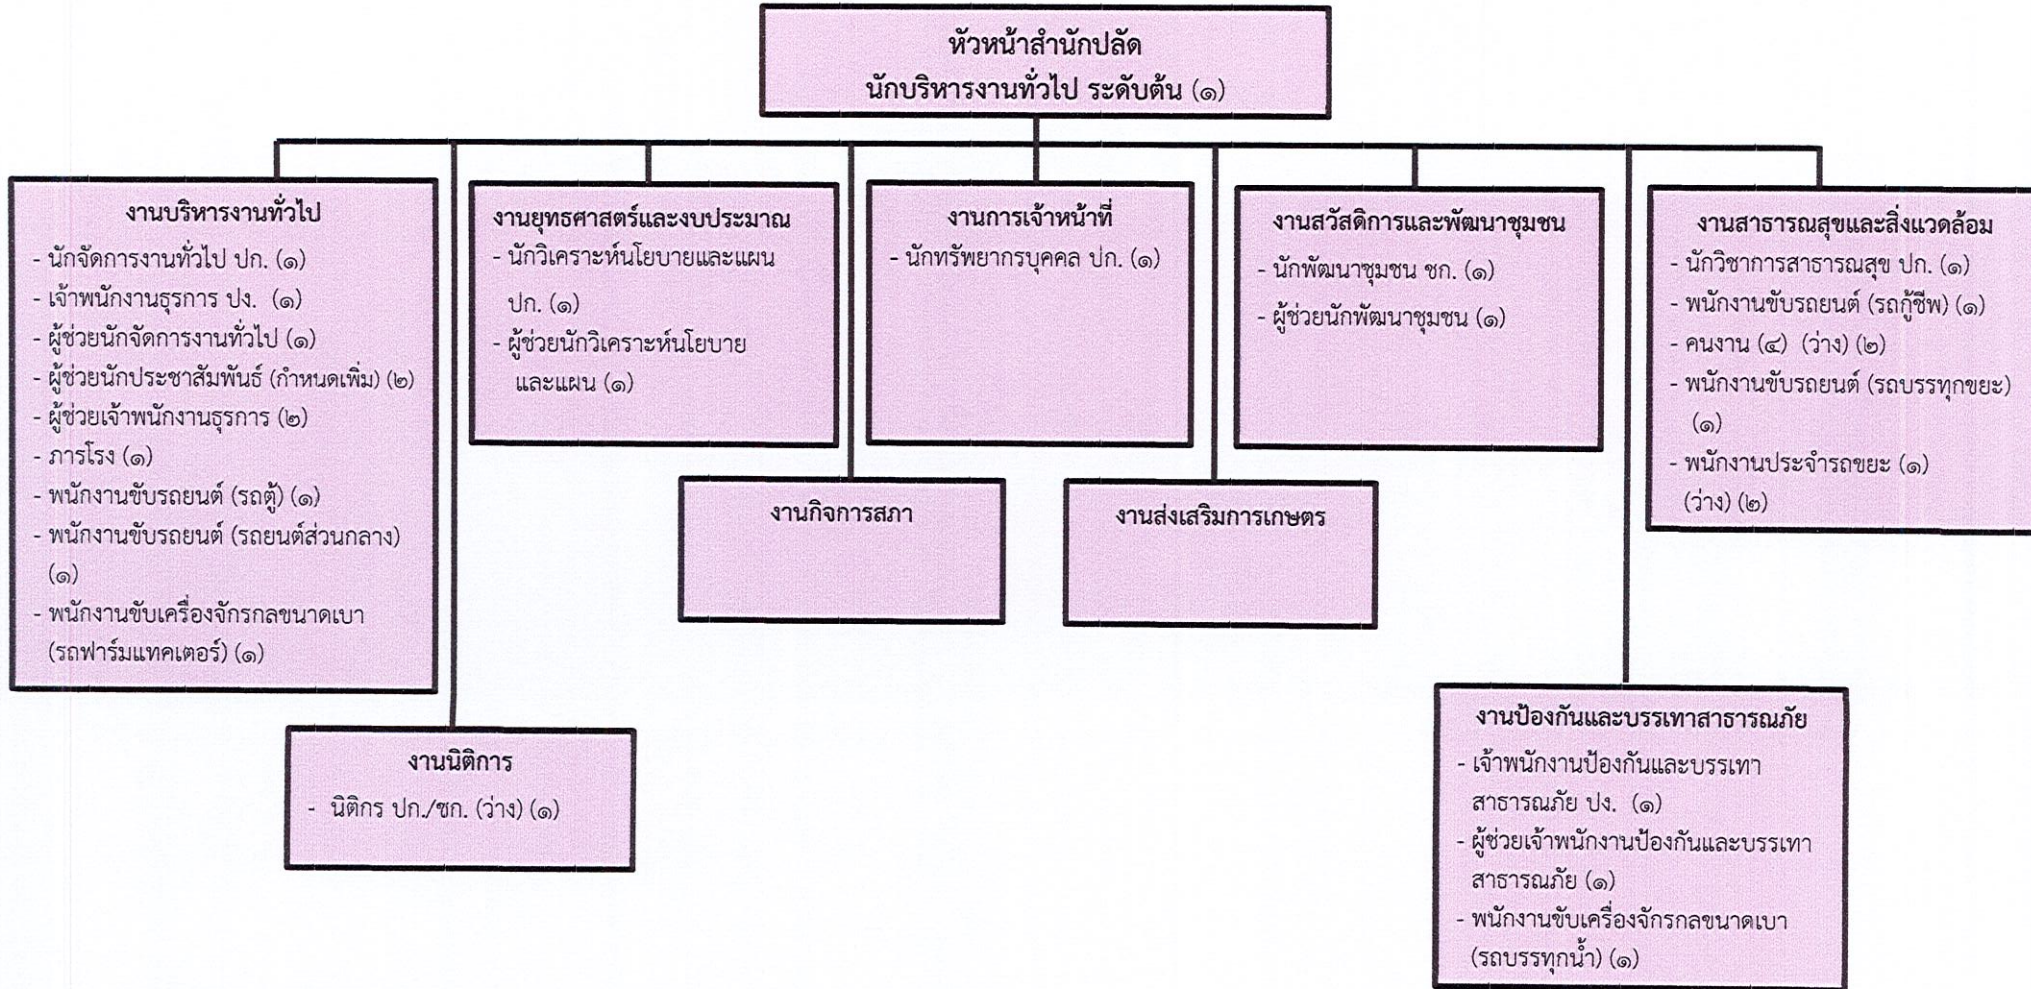 หัวหน้าสำนักปลัด
นักบริหารงานทั่วไป ระดับต้น (๑)
งานบริหารงานทั่วไป
- นักจัดการงานทั่วไป ปก. (๑)
- เจ้าพนักงานธุรการ ปง. (๑)
- ผู้ช่วยนักจัดการงานทั่วไป (๑)
- ผู้ช่วยนักประชาสัมพันธ์ (กำหนดเพิ่ม) (๒)
- ผู้ช่วยเจ้าพนักงานธุรการ (๒)
- ภารโรง (๑)
- พนักงานขับรถยนต์ (รถตู้) (๑)
- พนักงานขับรถยนต์ (รถยนต์ส่วนกลาง)
(๑)
- พนักงานขับเครื่องจักรกลขนาดเบา
(รถฟาร์มแทคเตอร์) (๑)
งานยุทธศาสตร์และงบประมาณ
- นักวิเคราะห์นโยบายและแผน
ปก. (๑)
- ผู้ช่วยนักวิเคราะห์นโยบาย
และแผน (๑)
งานการเจ้าหน้าที่
- นักทรัพยากรบุคคล ปก. (๑)
งานสวัสดิการและพัฒนาชุมชน
- นักพัฒนาชุมชน ชก. (๑)
- ผู้ช่วยนักพัฒนาชุมชน (๑)
งานสาธารณสุขและสิ่งแวดล้อม
- นักวิชาการสาธารณสุข ปก. (๑)
- พนักงานขับรถยนต์ (รถกู้ชีพ) (๑)
- คนงาน (๔) (ว่าง) (๒)
- พนักงานขับรถยนต์ (รถบรรทุกขยะ)
(๑)
- พนักงานประจำรถขยะ (๑)
(ว่าง) (๒)
งานกิจการสภา
งานส่งเสริมการเกษตร
งานนิติการ
- นิติกร ปก./ชก. (ว่าง) (๑)
งานป้องกันและบรรเทาสาธารณภัย
- เจ้าพนักงานป้องกันและบรรเทา
สาธารณภัย ปง. (๑)
- ผู้ช่วยเจ้าพนักงานป้องกันและบรรเทา
สาธารณภัย (๑)
- พนักงานขับเครื่องจักรกลขนาดเบา
(รถบรรทุกน้ำ) (๑)